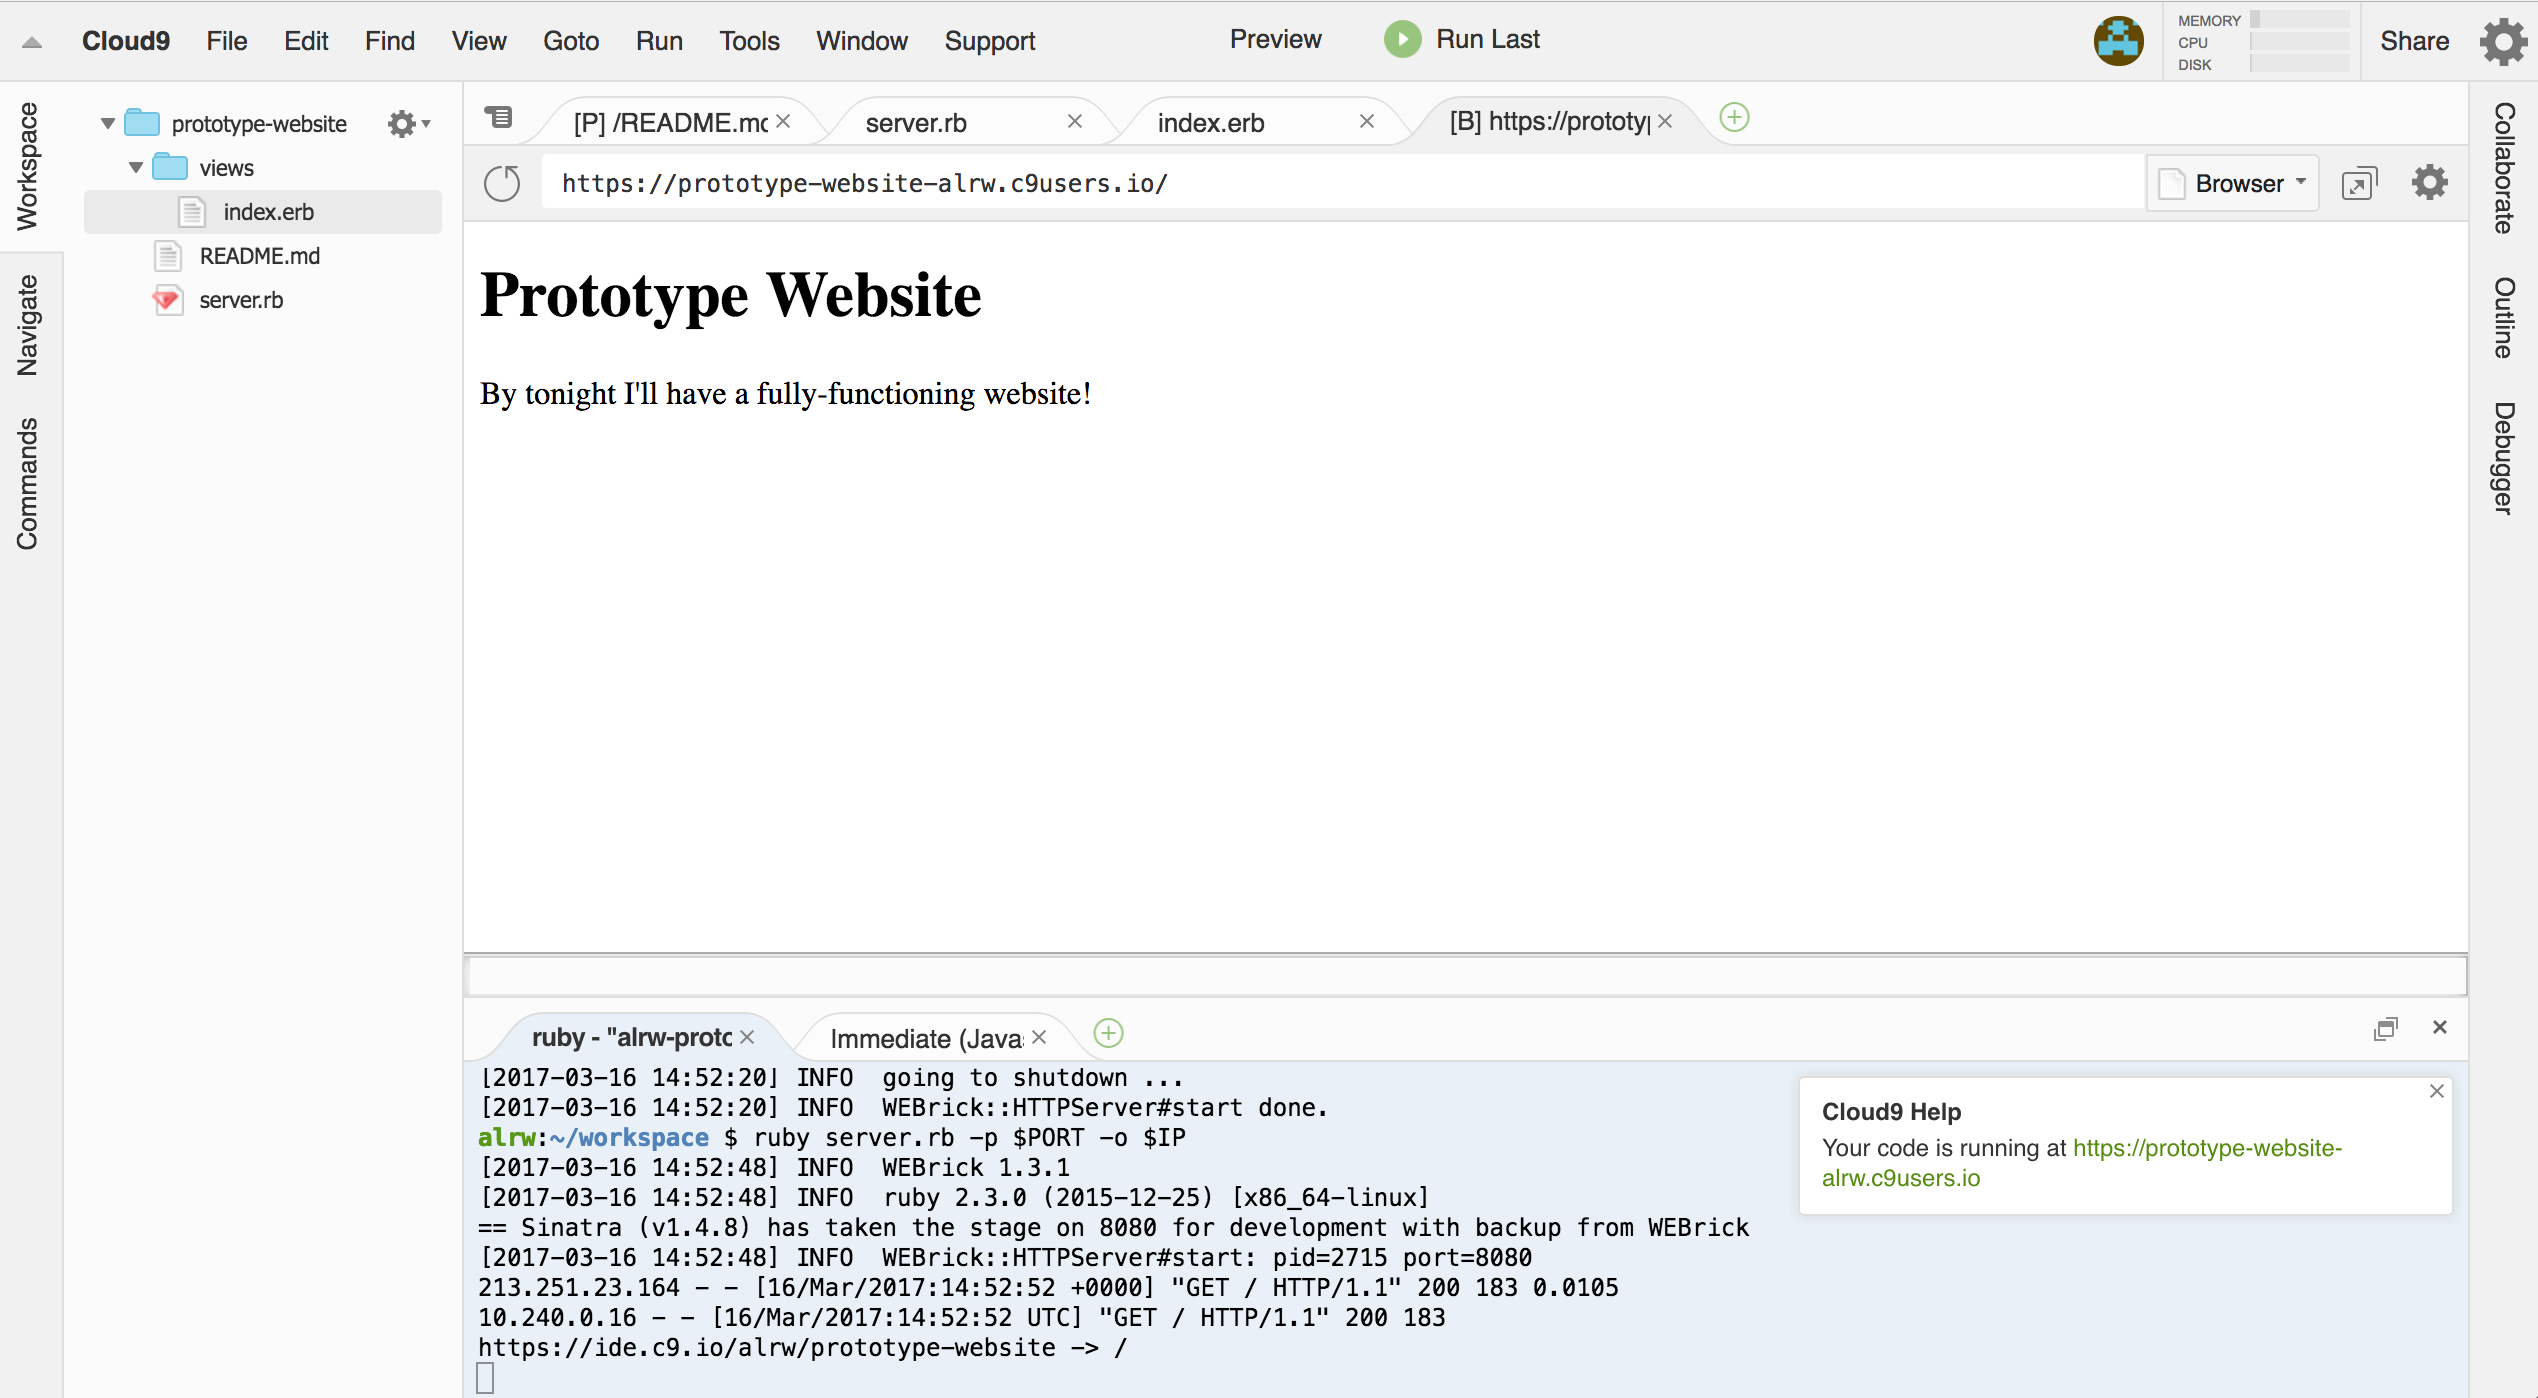 Cloud9 File Edit Find View Goto Run Tools Window Support Preview Run Last MEMORY CPU DISK Share
Workspace
Navigate
Commands
prototype-website
views
index.erb
README.md
server.rb
[P] /README.mc server.rb index.erb [B] https://prototyp
https://prototype-website-alrw.c9users.io/ Browser
Prototype Website
By tonight I'll have a fully-functioning website!
Collaborate
Outline
Debugger
ruby - "alrw-protc Immediate (Javas
[2017-03-16 14:52:20] INFO  going to shutdown ...
[2017-03-16 14:52:20] INFO  WEBrick::HTTPServer#start done.
alrw:~/workspace $ ruby server.rb -p $PORT -o $IP
[2017-03-16 14:52:48] INFO  WEBrick 1.3.1
[2017-03-16 14:52:48] INFO  ruby 2.3.0 (2015-12-25) [x86_64-linux]
== Sinatra (v1.4.8) has taken the stage on 8080 for development with backup from WEBrick
[2017-03-16 14:52:48] INFO  WEBrick::HTTPServer#start: pid=2715 port=8080
213.251.23.164 - - [16/Mar/2017:14:52:52 +0000] "GET / HTTP/1.1" 200 183 0.0105
10.240.0.16 - - [16/Mar/2017:14:52:52 UTC] "GET / HTTP/1.1" 200 183
https://ide.c9.io/alrw/prototype-website -> /
Cloud9 Help
Your code is running at https://prototype-website-
alrw.c9users.io